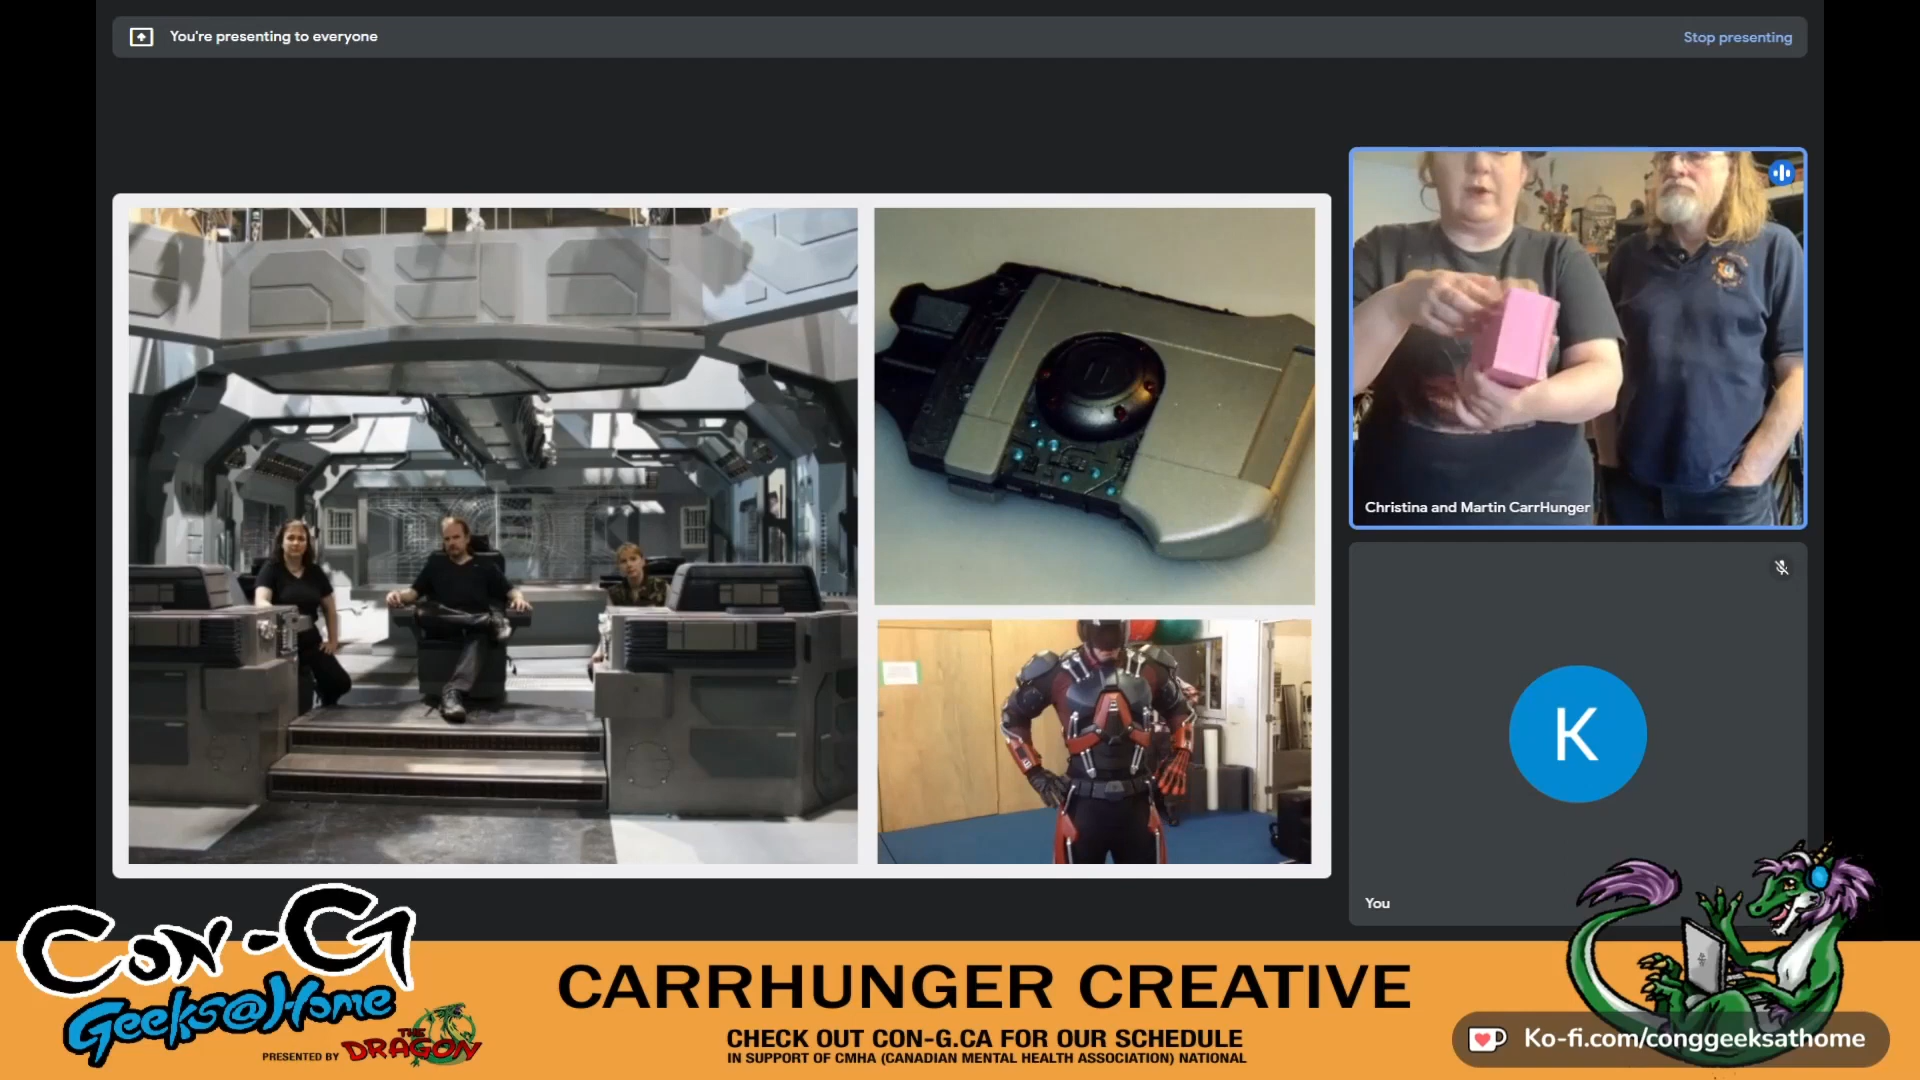 You're presenting to everyone
Stop presenting
Christina and Martin CarrHunger
K
You
CON-G
Geeks@Home
PRESENTED BY THE DRAGON
CARRHUNGER CREATIVE
CHECK OUT CON-G.CA FOR OUR SCHEDULE
IN SUPPORT OF CMHA (CANADIAN MENTAL HEALTH ASSOCIATION) NATIONAL
Ko-fi.com/conggeeksathome